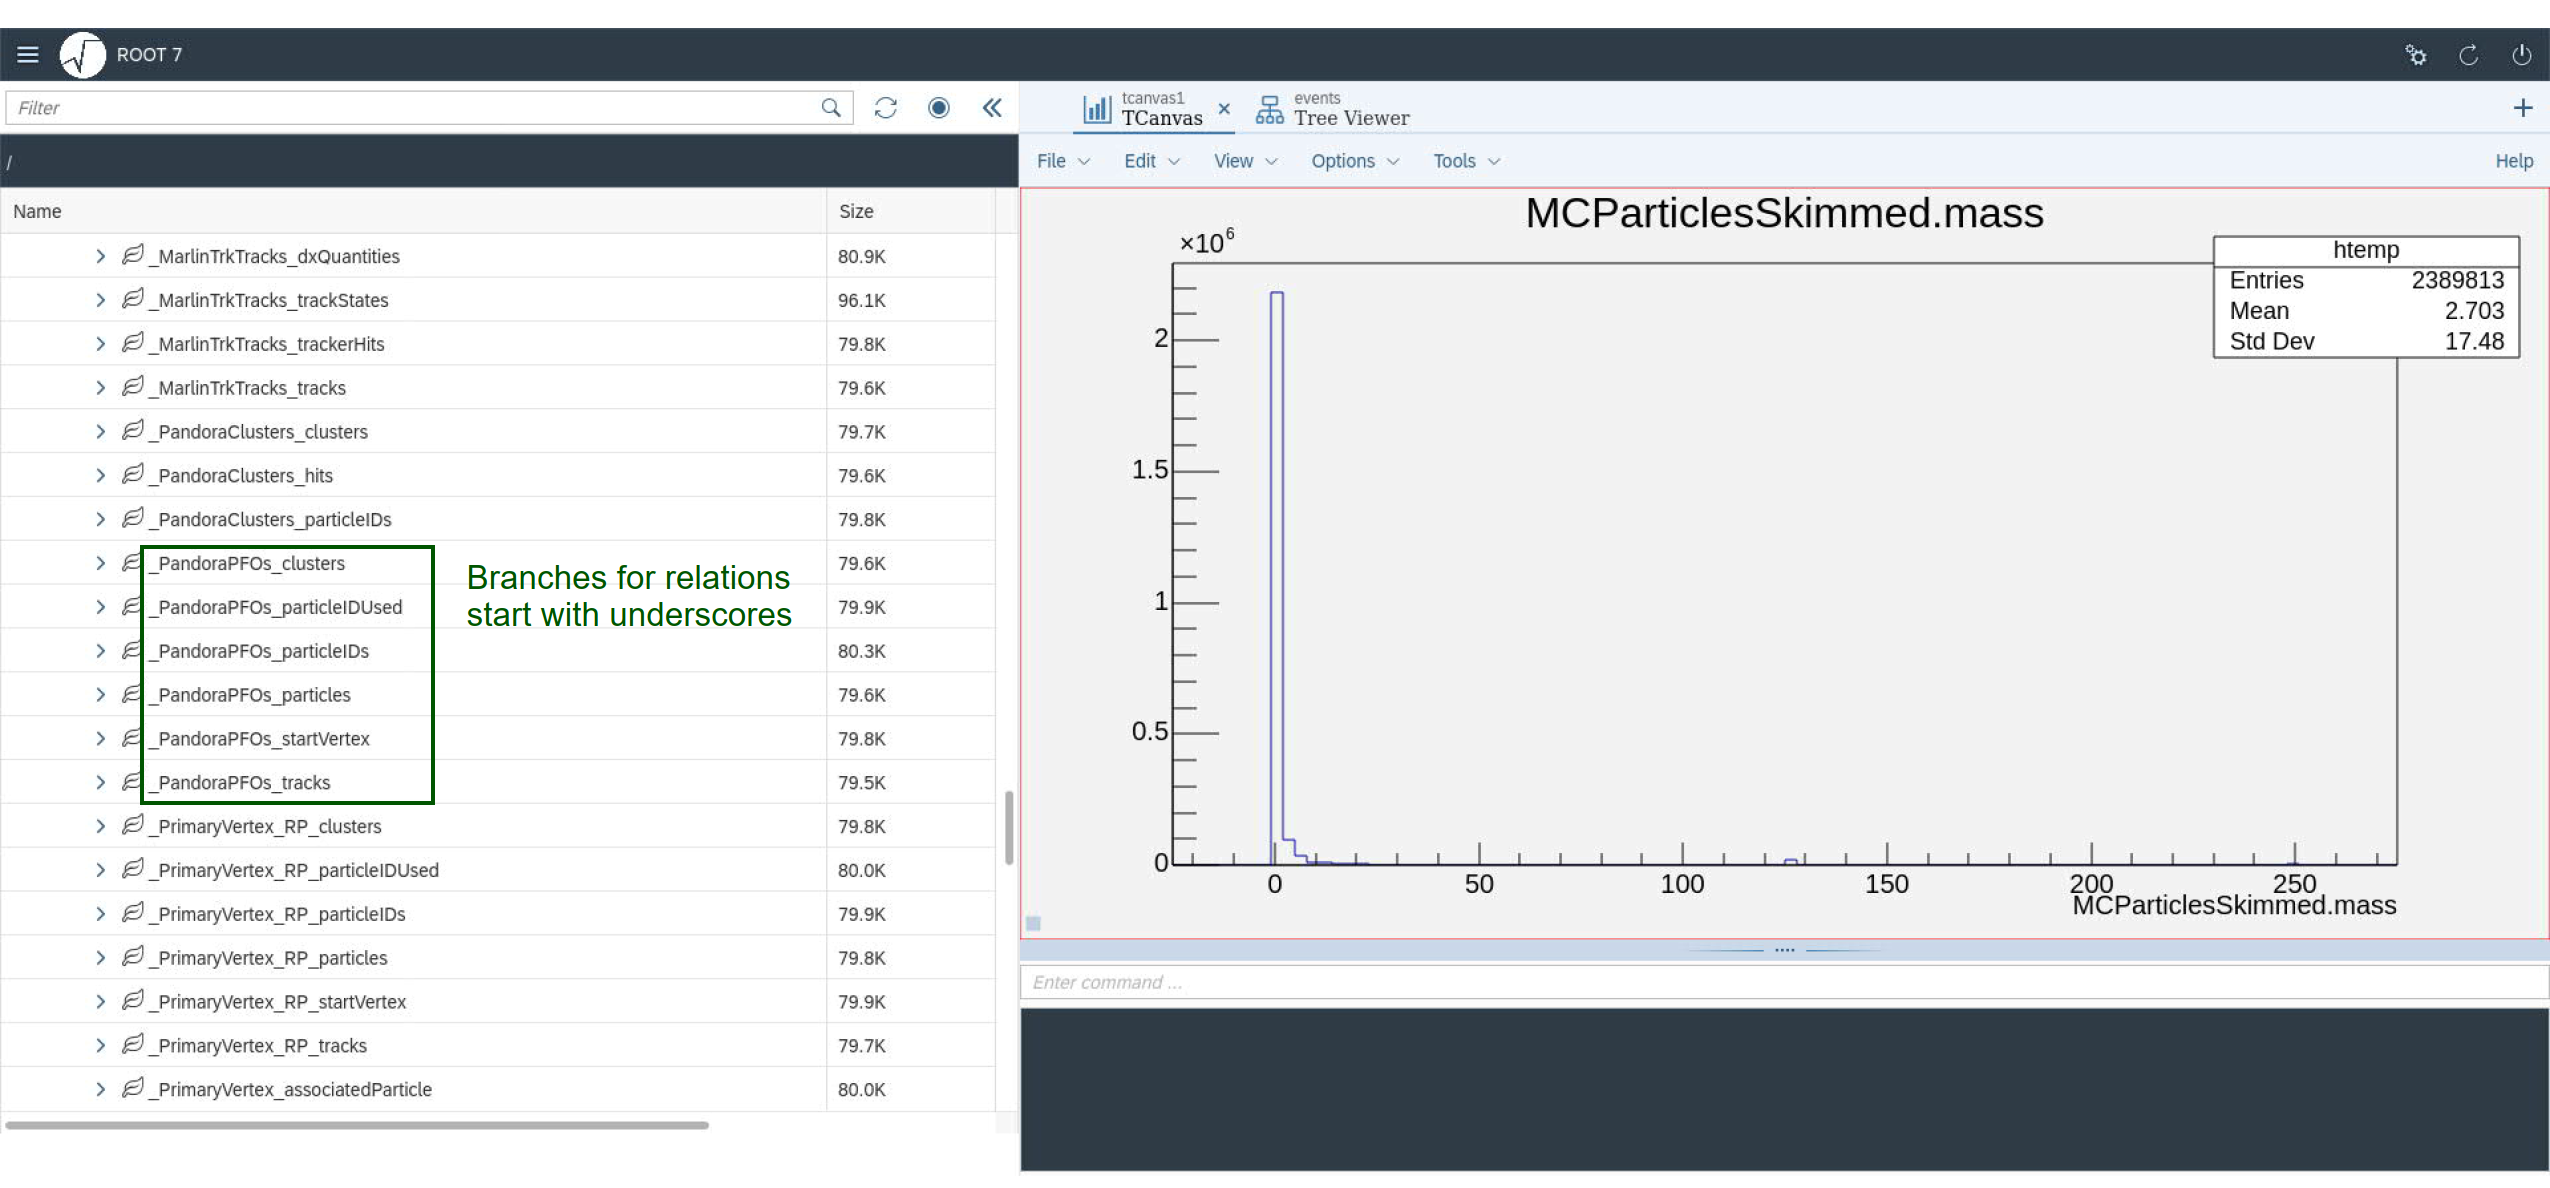 ROOT 7
Filter
/
Name Size
_MarlinTrkTracks_dxQuantities 80.9K
_MarlinTrkTracks_trackStates 96.1K
_MarlinTrkTracks_trackerHits 79.8K
_MarlinTrkTracks_tracks 79.6K
_PandoraClusters_clusters 79.7K
_PandoraClusters_hits 79.6K
_PandoraClusters_particleIDs 79.8K
_PandoraPFOs_clusters 79.6K
_PandoraPFOs_particleIDUsed 79.9K
_PandoraPFOs_particleIDs 80.3K
_PandoraPFOs_particles 79.6K
_PandoraPFOs_startVertex 79.8K
_PandoraPFOs_tracks 79.5K
_PrimaryVertex_RP_clusters 79.8K
_PrimaryVertex_RP_particleIDUsed 80.0K
_PrimaryVertex_RP_particleIDs 79.9K
_PrimaryVertex_RP_particles 79.8K
_PrimaryVertex_RP_startVertex 79.9K
_PrimaryVertex_RP_tracks 79.7K
_PrimaryVertex_associatedParticle 80.0K
Branches for relations
start with underscores
tcanvas1
TCanvas
events
Tree Viewer
File Edit View Options Tools Help
MCParticlesSkimmed.mass
×10⁶
htemp
Entries 2389813
Mean 2.703
Std Dev 17.48
2
1.5
1
0.5
0
0 50 100 150 200 250
MCParticlesSkimmed.mass
Enter command ...